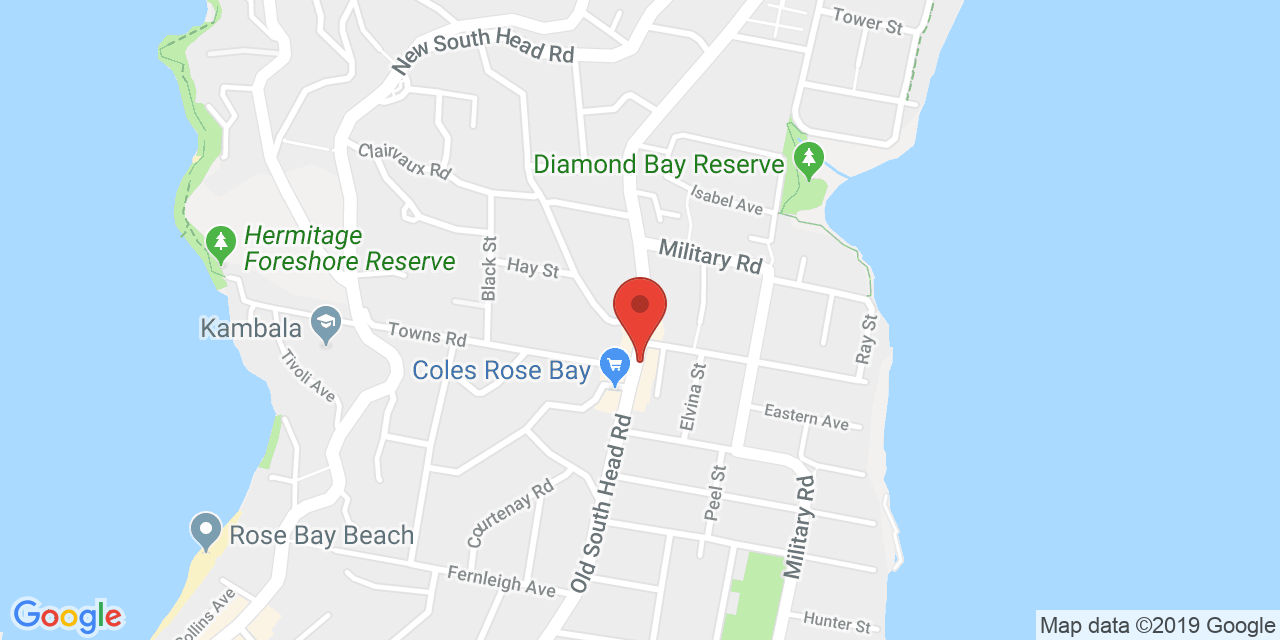 Tower St
New South Head Rd
Clairvaux Rd
Diamond Bay Reserve
Isabel Ave
Hermitage
Foreshore Reserve
Military Rd
Black St
Hay St
Kambala
Towns Rd
Ray St
Tivoli Ave
Coles Rose Bay
Elvina St
Eastern Ave
Old South Head Rd
Peel St
Military Rd
Courtenay Rd
Rose Bay Beach
Fernleigh Ave
Collins Ave
Hunter St
Google
Map data ©2019 Google